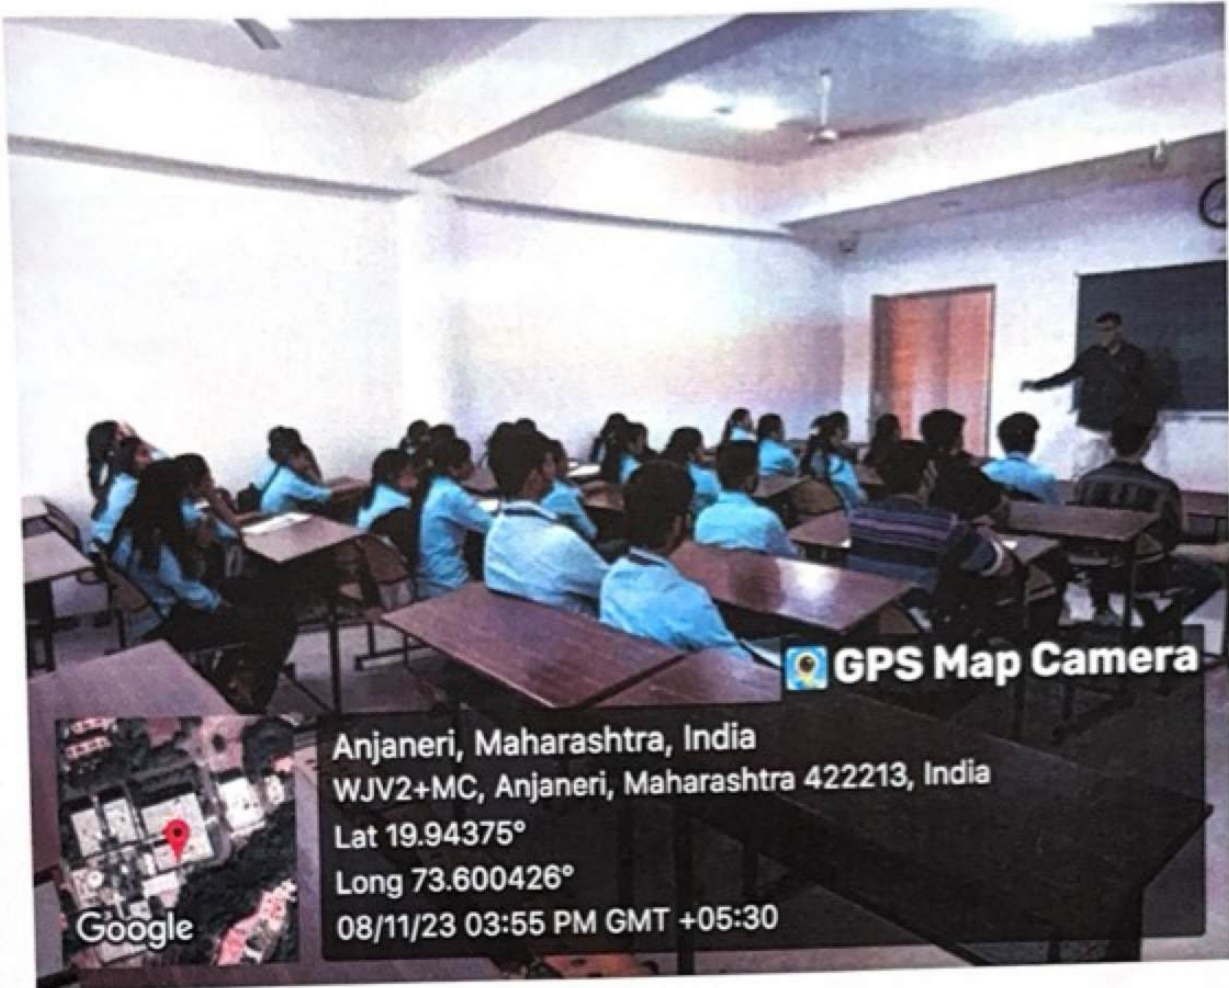 GPS Map Camera
Anjaneri, Maharashtra, India
WJV2+MC, Anjaneri, Maharashtra 422213, India
Lat 19.94375°
Long 73.600426°
08/11/23 03:55 PM GMT +05:30
Google